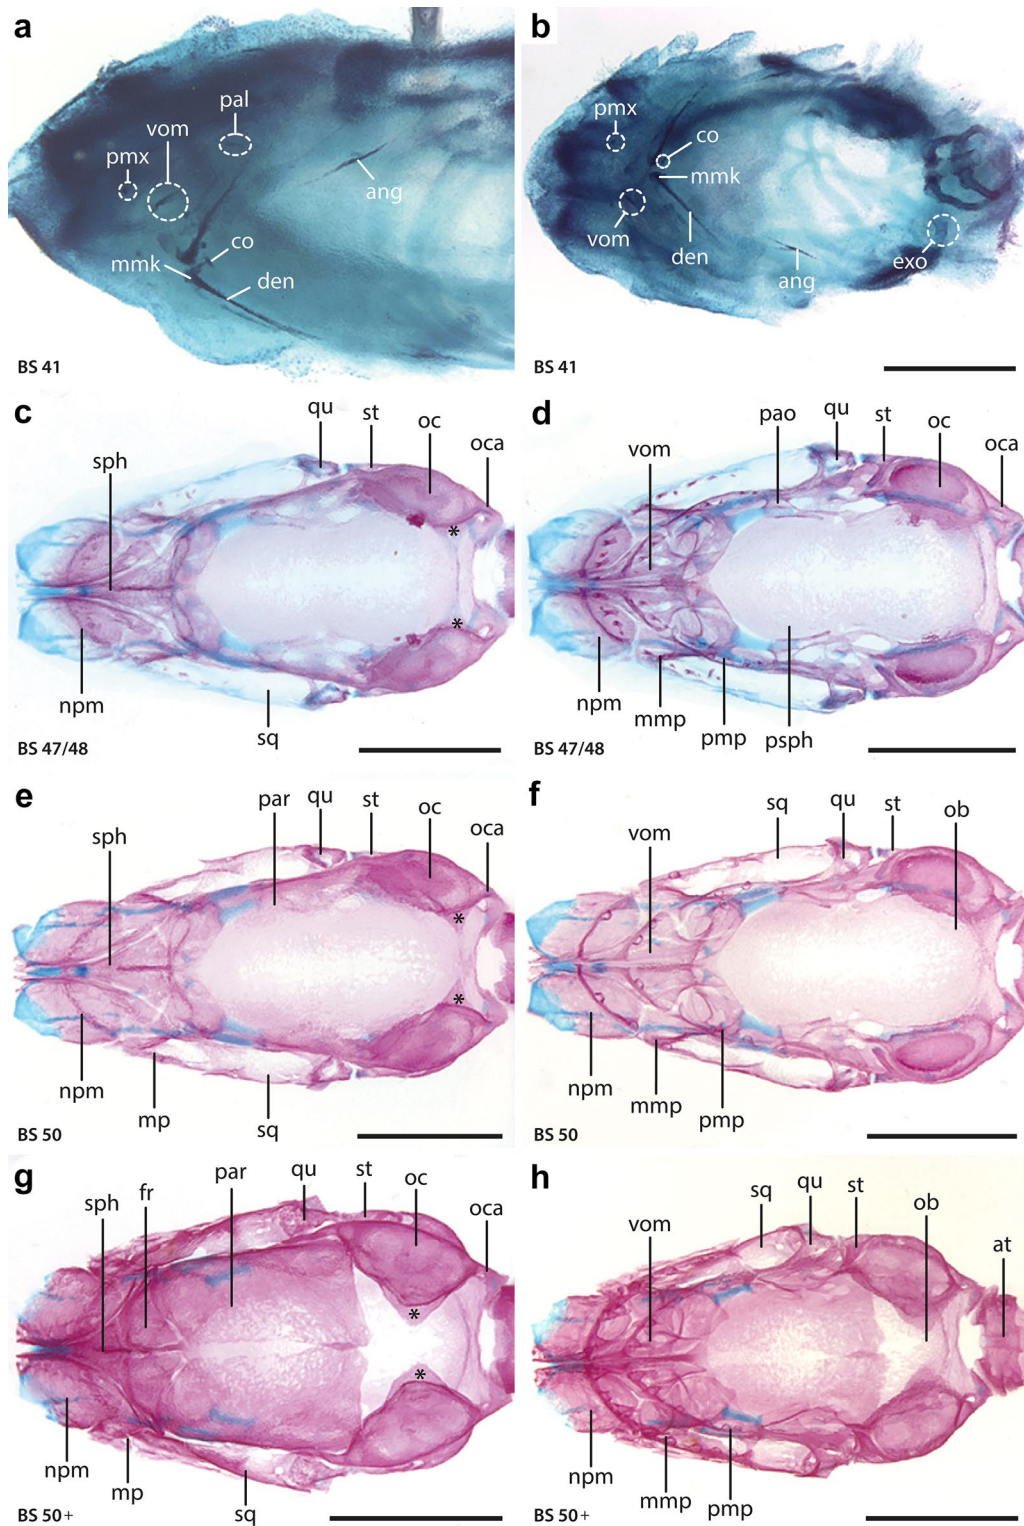 a
pal
vom
pmx
ang
co
mmk
den
BS 41
b
pmx
co
mmk
vom
den
ang
exo
BS 41
c
qu
st
oc
oca
sph
*
*
npm
sq
BS 47/48
d
pao
qu
st
oc
oca
vom
npm
mmp
pmp
psph
BS 47/48
e
par
qu
st
oc
oca
sph
*
*
npm
mp
sq
BS 50
f
sq
qu
st
ob
vom
npm
mmp
pmp
BS 50
g
sph
fr
par
qu
st
oc
oca
*
*
npm
mp
sq
BS 50+
h
vom
sq
qu
st
ob
at
npm
mmp
pmp
BS 50+